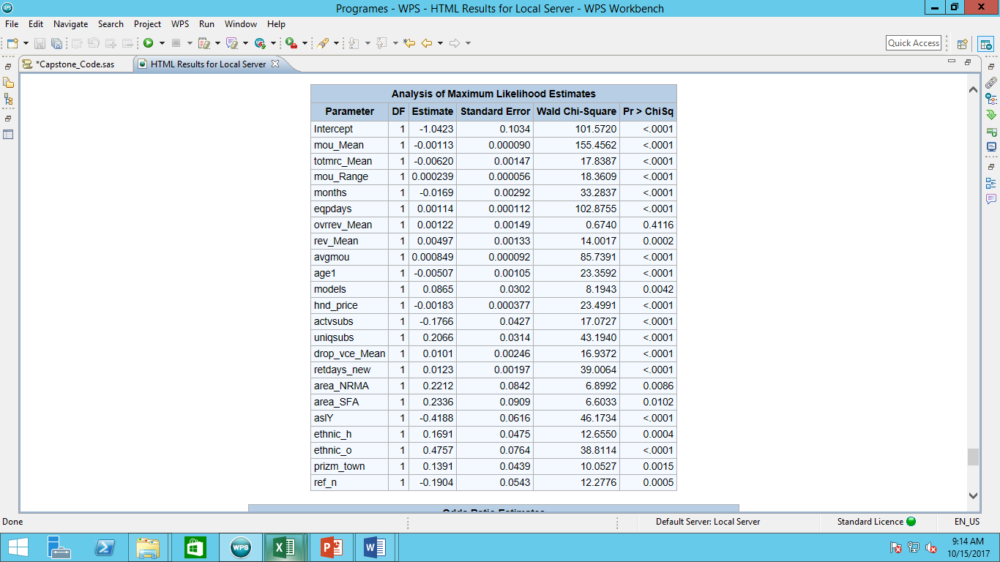 Programes - WPS - HTML Results for Local Server - WPS Workbench
File Edit Navigate Search Project WPS Run Window Help
Quick Access
*Capstone_Code.sas HTML Results for Local Server
Analysis of Maximum Likelihood Estimates
Parameter DF Estimate Standard Error Wald Chi-Square Pr > ChiSq
Intercept 1 -1.0423 0.1034 101.5720 <.0001
mou_Mean 1 -0.00113 0.000090 155.4562 <.0001
totmrc_Mean 1 -0.00620 0.00147 17.8387 <.0001
mou_Range 1 0.000239 0.000056 18.3609 <.0001
months 1 -0.0169 0.00292 33.2837 <.0001
eqpdays 1 0.00114 0.000112 102.8755 <.0001
ovrrev_Mean 1 0.00122 0.00149 0.6740 0.4116
rev_Mean 1 0.00497 0.00133 14.0017 0.0002
avgmou 1 0.000849 0.000092 85.7391 <.0001
age1 1 -0.00507 0.00105 23.3592 <.0001
models 1 0.0865 0.0302 8.1943 0.0042
hnd_price 1 -0.00183 0.000377 23.4991 <.0001
actvsubs 1 -0.1766 0.0427 17.0727 <.0001
uniqsubs 1 0.2066 0.0314 43.1940 <.0001
drop_vce_Mean 1 0.0101 0.00246 16.9372 <.0001
retdays_new 1 0.0123 0.00197 39.0064 <.0001
area_NRMA 1 0.2212 0.0842 6.8992 0.0086
area_SFA 1 0.2336 0.0909 6.6033 0.0102
aslY 1 -0.4188 0.0616 46.1734 <.0001
ethnic_h 1 0.1691 0.0475 12.6550 0.0004
ethnic_o 1 0.4757 0.0764 38.8114 <.0001
prizm_town 1 0.1391 0.0439 10.0527 0.0015
ref_n 1 -0.1904 0.0543 12.2776 0.0005
Odds Ratio Estimates
Done Default Server: Local Server Standard Licence EN_US
WPS
9:14 AM
10/15/2017